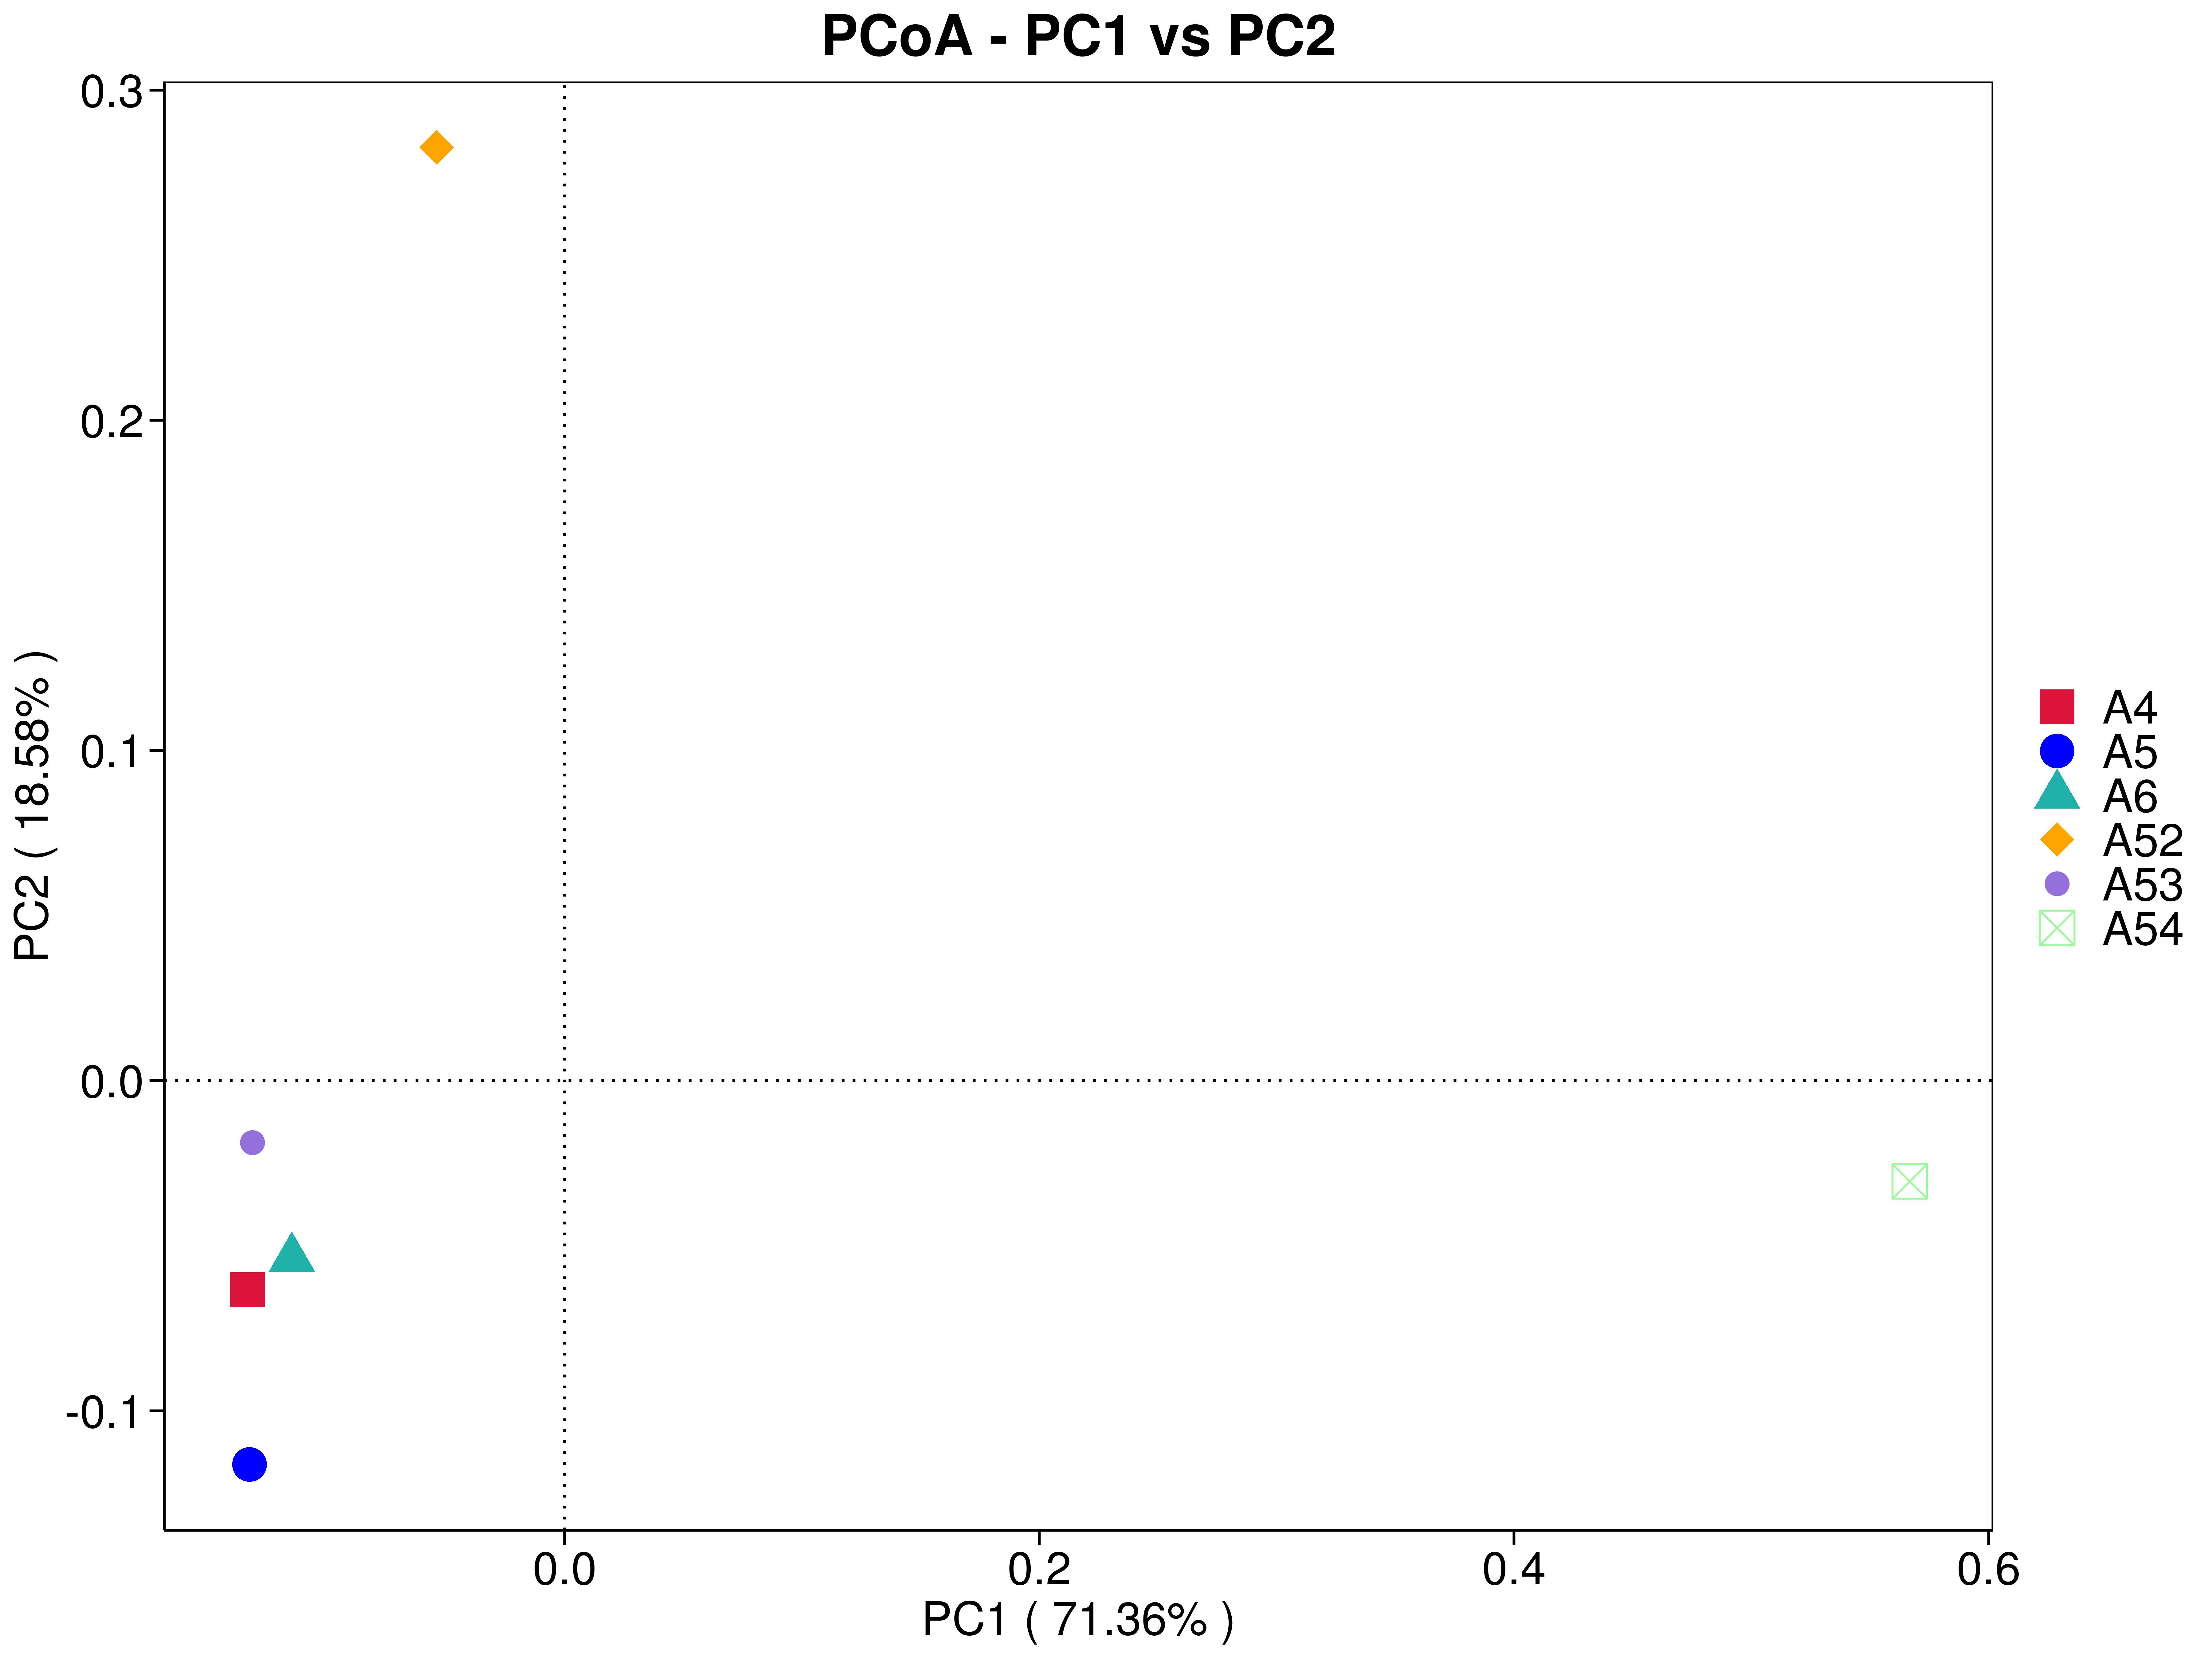 PCoA - PC1 vs PC2
0.3
0.2
0.1
0.0
-0.1
PC2 ( 18.58% )
0.0 0.2 0.4 0.6
PC1 ( 71.36% )
A4
A5
A6
A52
A53
A54